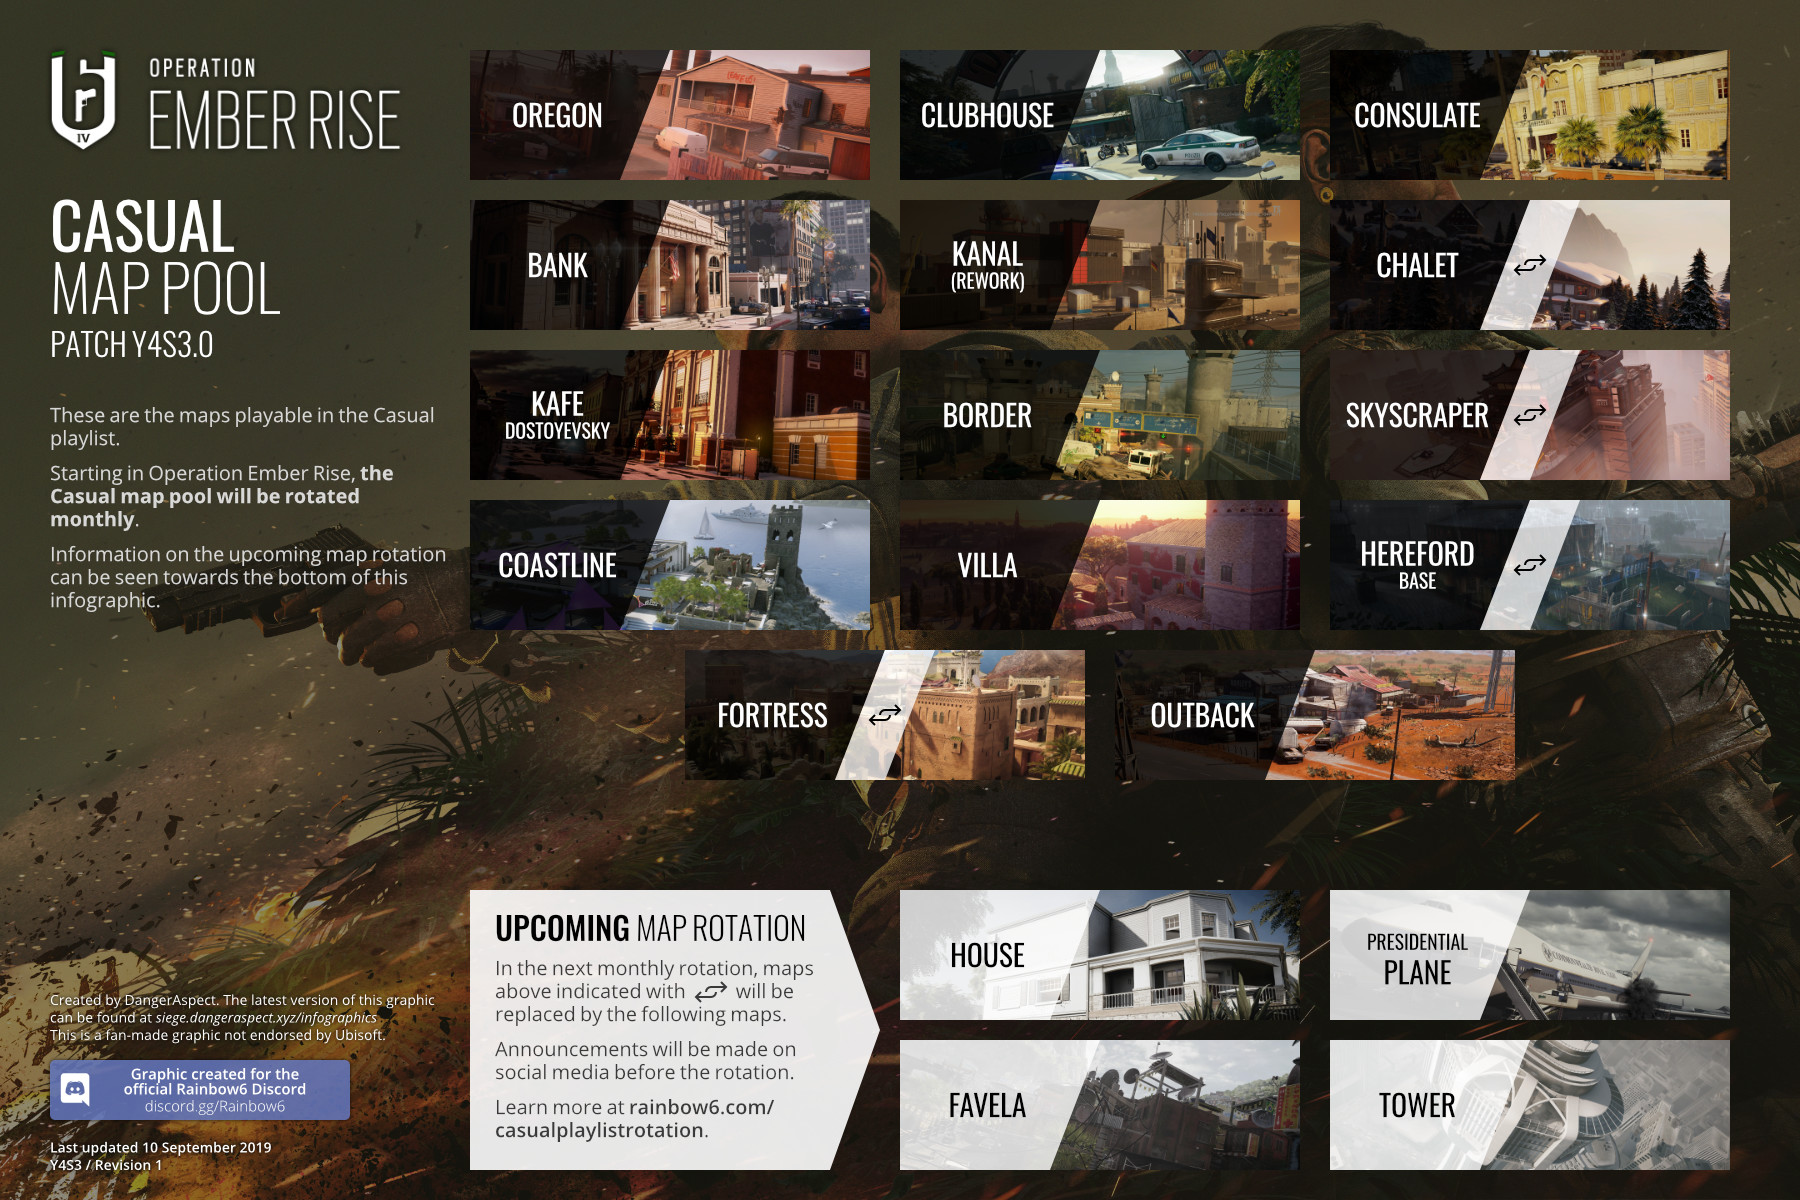 OPERATION
EMBER RISE
IV
CASUAL
MAP POOL
PATCH Y4S3.0
These are the maps playable in the Casual
playlist.
Starting in Operation Ember Rise, the
Casual map pool will be rotated
monthly.
Information on the upcoming map rotation
can be seen towards the bottom of this
infographic.
OREGON
CLUBHOUSE
CONSULATE
BANK
KANAL
(REWORK)
CHALET
KAFE
DOSTOYEVSKY
BORDER
SKYSCRAPER
COASTLINE
VILLA
HEREFORD
BASE
FORTRESS
OUTBACK
UPCOMING MAP ROTATION
In the next monthly rotation, maps
above indicated with will be
replaced by the following maps.
Announcements will be made on
social media before the rotation.
Learn more at rainbow6.com/
casualplaylistrotation.
HOUSE
PRESIDENTIAL
PLANE
FAVELA
TOWER
Created by DangerAspect. The latest version of this graphic
can be found at siege.dangeraspect.xyz/infographics
This is a fan-made graphic not endorsed by Ubisoft.
Graphic created for the
official Rainbow6 Discord
discord.gg/Rainbow6
Last updated 10 September 2019
Y4S3 / Revision 1